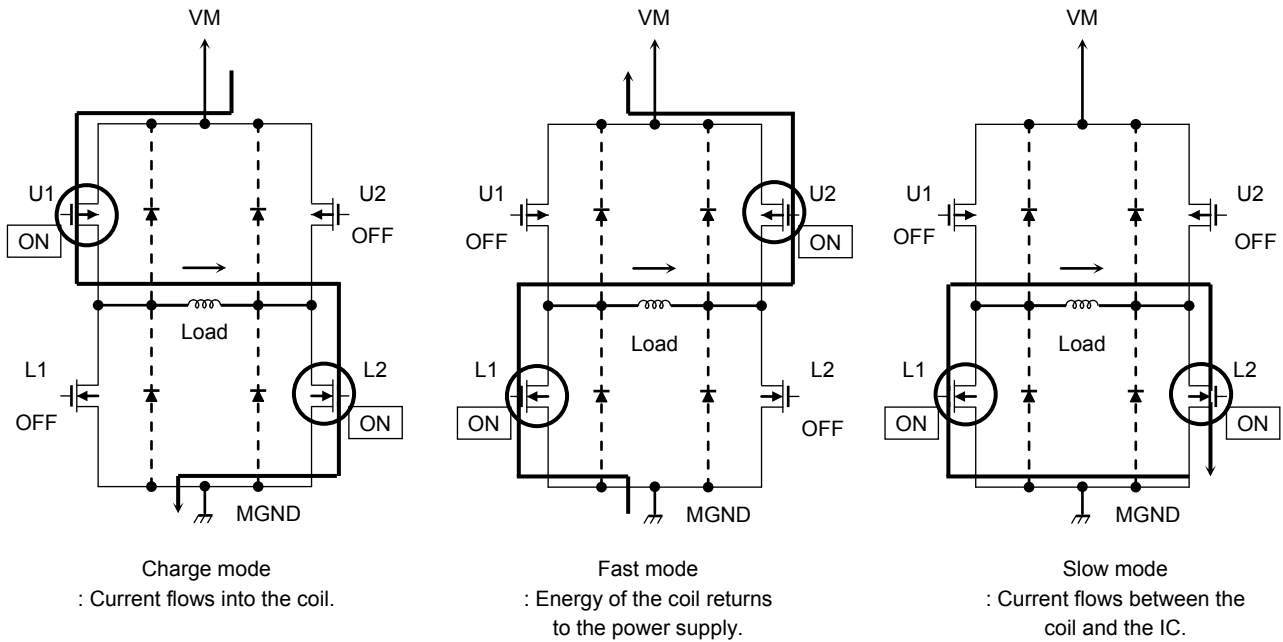 VM
U1
ON
U2
OFF
Load
L1
OFF
L2
ON
MGND
Charge mode
: Current flows into the coil.
VM
U1
OFF
U2
ON
Load
L1
ON
L2
OFF
MGND
Fast mode
: Energy of the coil returns
to the power supply.
VM
U1
OFF
U2
OFF
Load
L1
ON
L2
ON
MGND
Slow mode
: Current flows between the
coil and the IC.